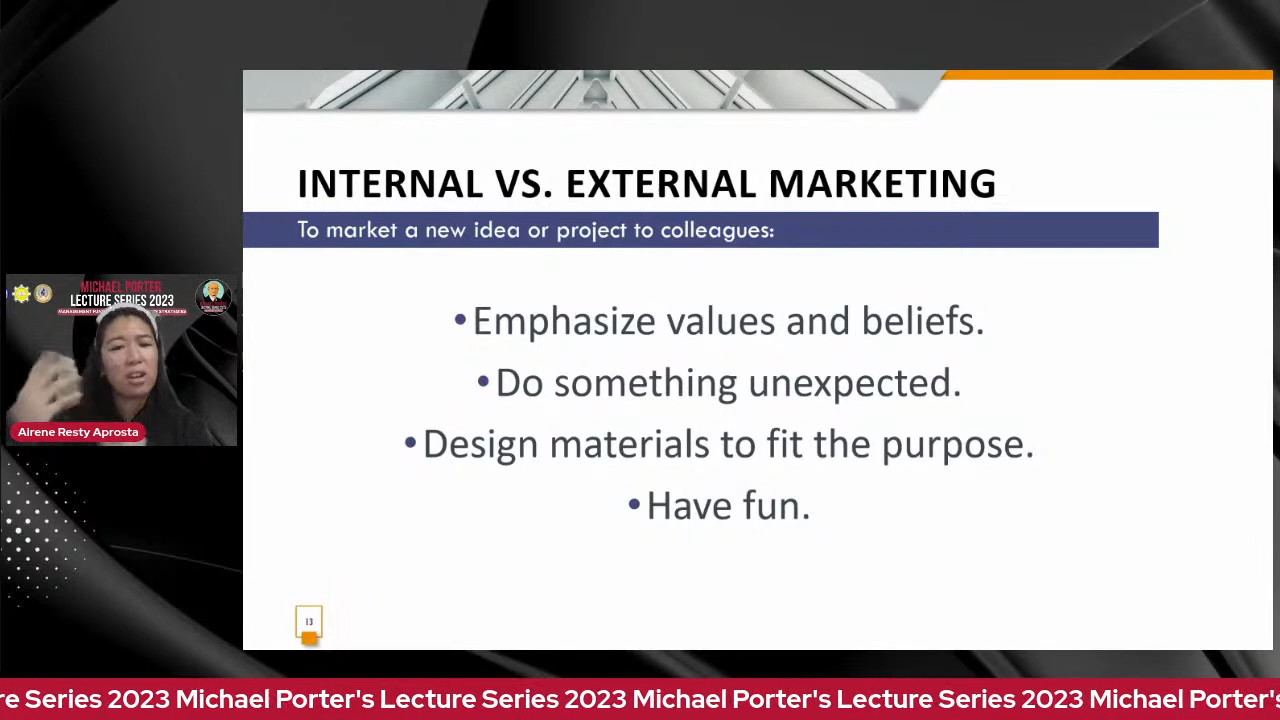 INTERNAL VS. EXTERNAL MARKETING
To market a new idea or project to colleagues:
•Emphasize values and beliefs.
•Do something unexpected.
•Design materials to fit the purpose.
•Have fun.
13
MICHAEL PORTER
LECTURE SERIES 2023
Airene Resty Aprosta
re Series 2023 Michael Porter's Lecture Series 2023 Michael Porter's Lecture Series 2023 Michael Porter's